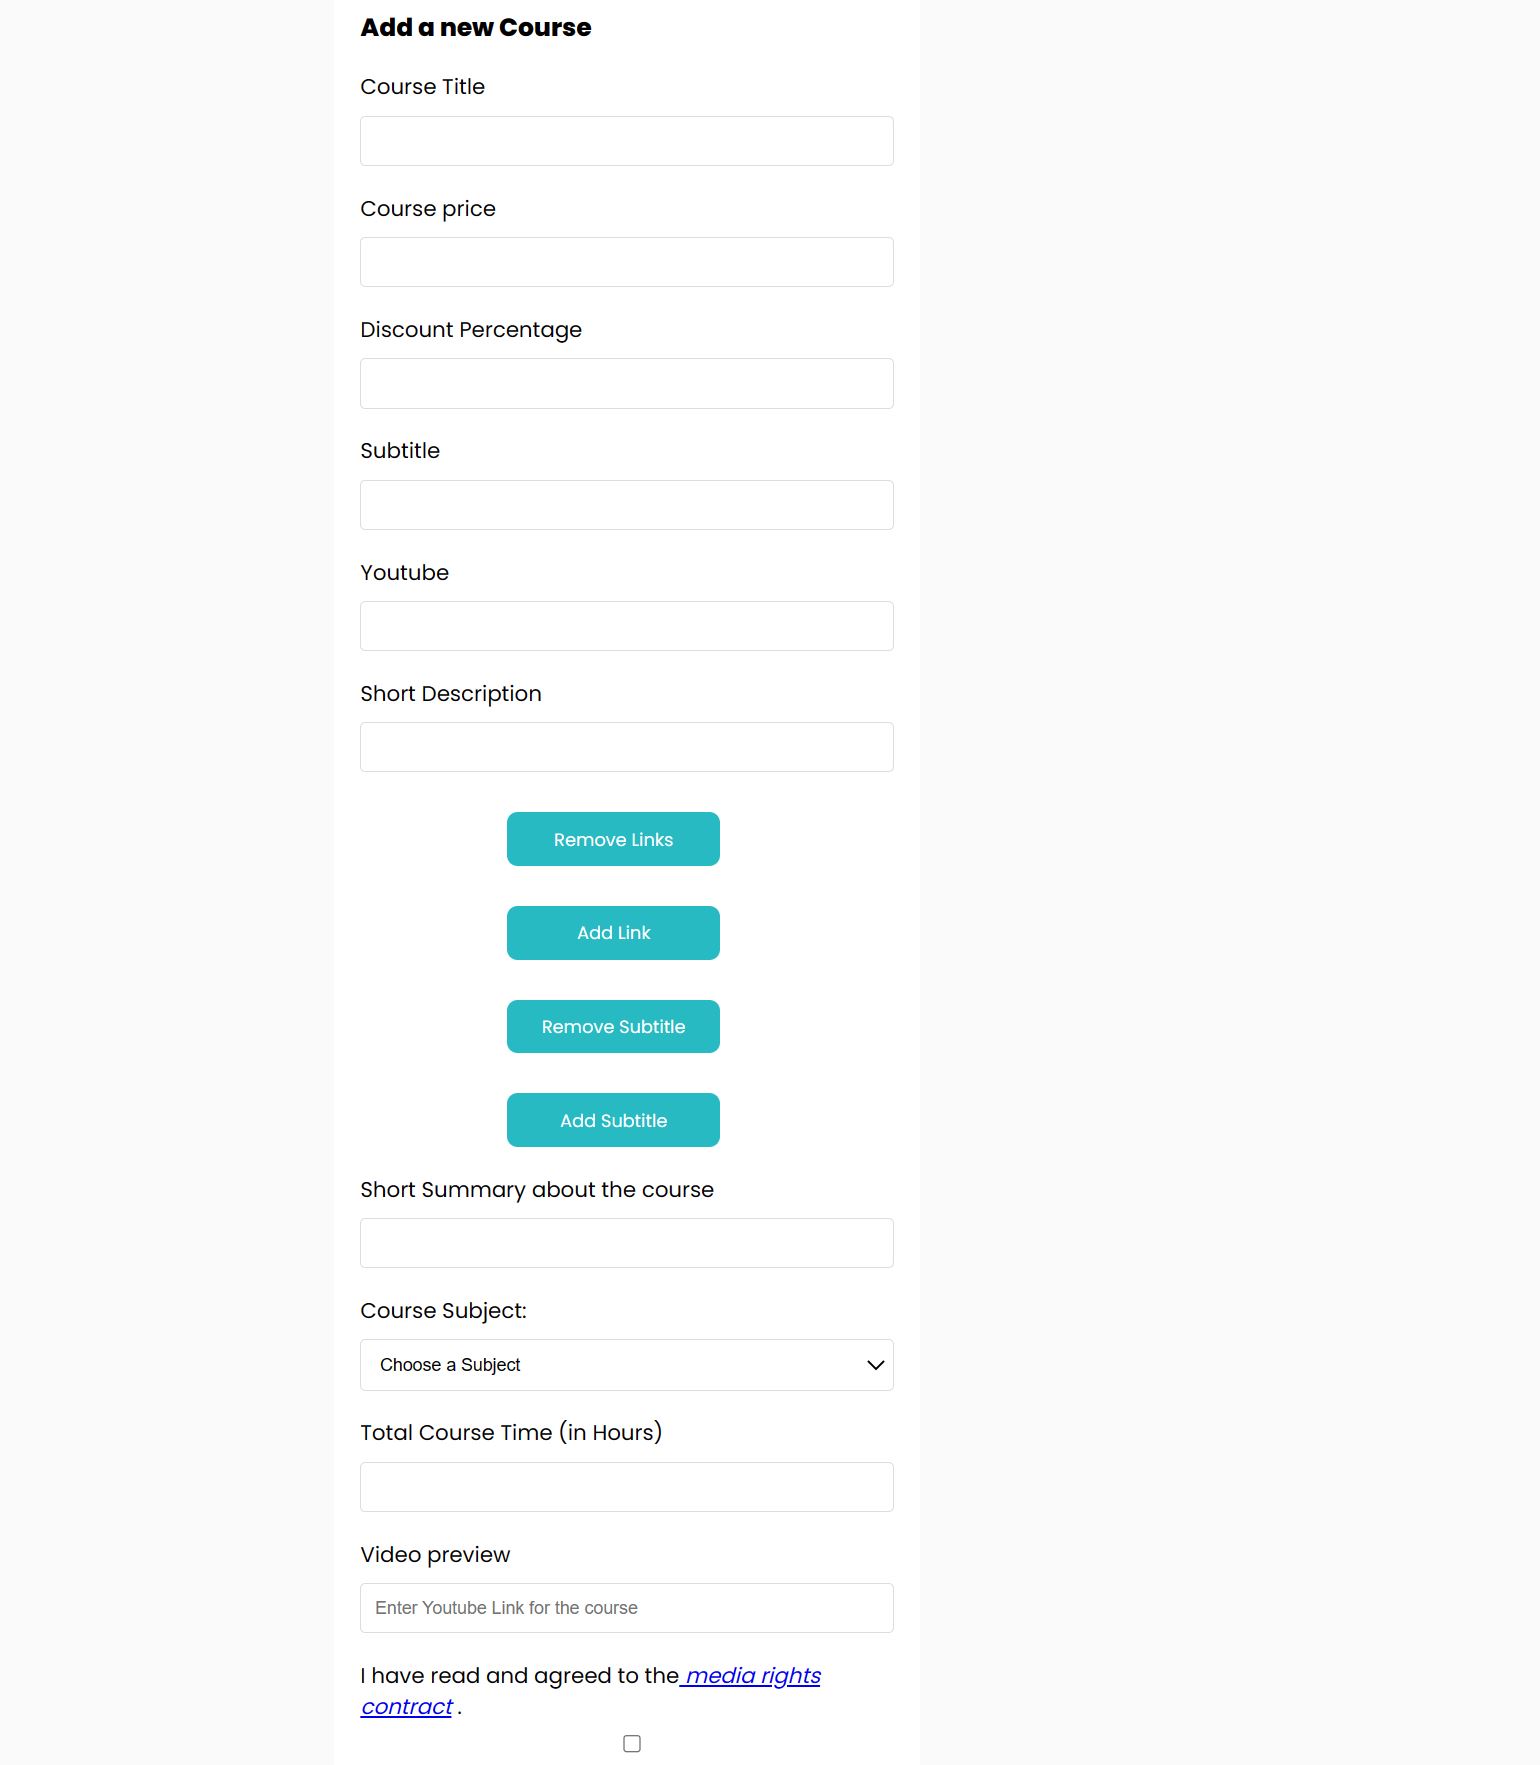 Add a new Course
Course Title
Course price
Discount Percentage
Subtitle
Youtube
Short Description
Remove Links
Add Link
Remove Subtitle
Add Subtitle
Short Summary about the course
Course Subject:
Choose a Subject
Total Course Time (in Hours)
Video preview
Enter Youtube Link for the course
I have read and agreed to the media rights
contract .